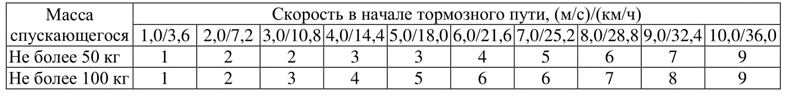 Масса спускающегося Скорость в начале тормозного пути, (м/с)/(км/ч)
1,0/3,6 2,0/7,2 3,0/10,8 4,0/14,4 5,0/18,0 6,0/21,6 7,0/25,2 8,0/28,8 9,0/32,4 10,0/36,0
Не более 50 кг 1 2 2 3 3 4 5 6 7 9
Не более 100 кг 1 2 3 4 5 6 6 7 8 9